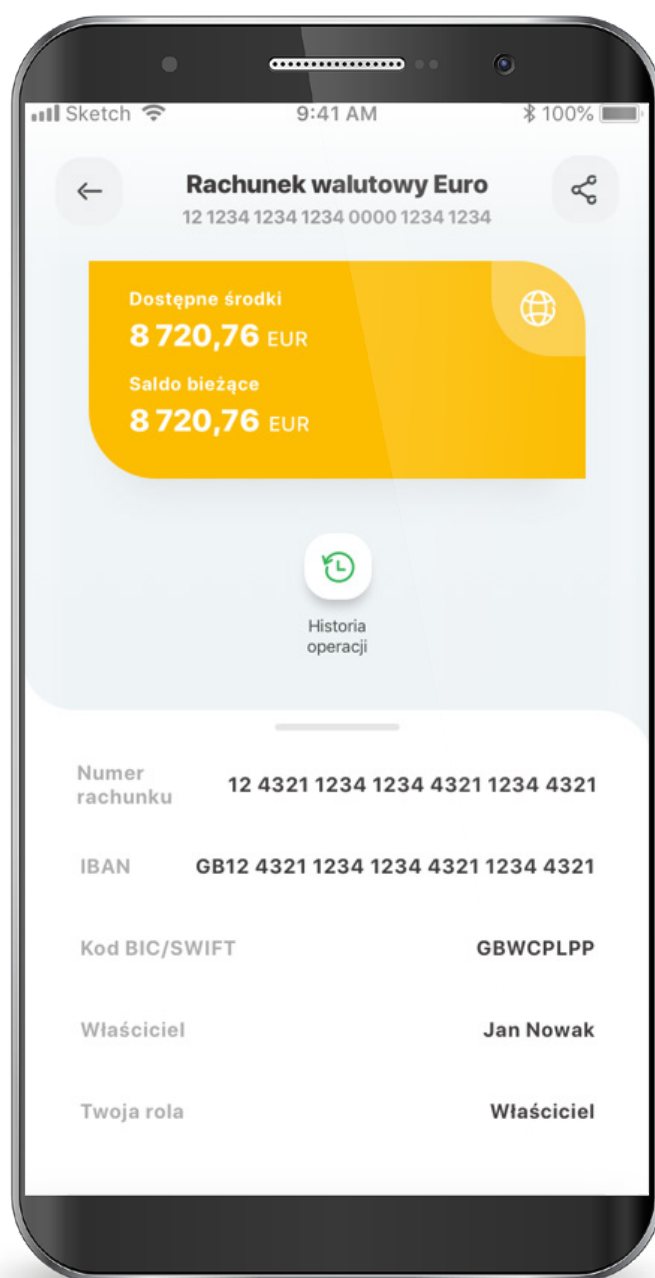 Sketch 9:41 AM 100%
Rachunek walutowy Euro
12 1234 1234 1234 0000 1234 1234
Dostępne środki
8 720,76 EUR
Saldo bieżące
8 720,76 EUR
Historia
operacji
Numer
rachunku
12 4321 1234 1234 4321 1234 4321
IBAN GB12 4321 1234 1234 4321 1234 4321
Kod BIC/SWIFT GBWCPLPP
Właściciel Jan Nowak
Twoja rola Właściciel